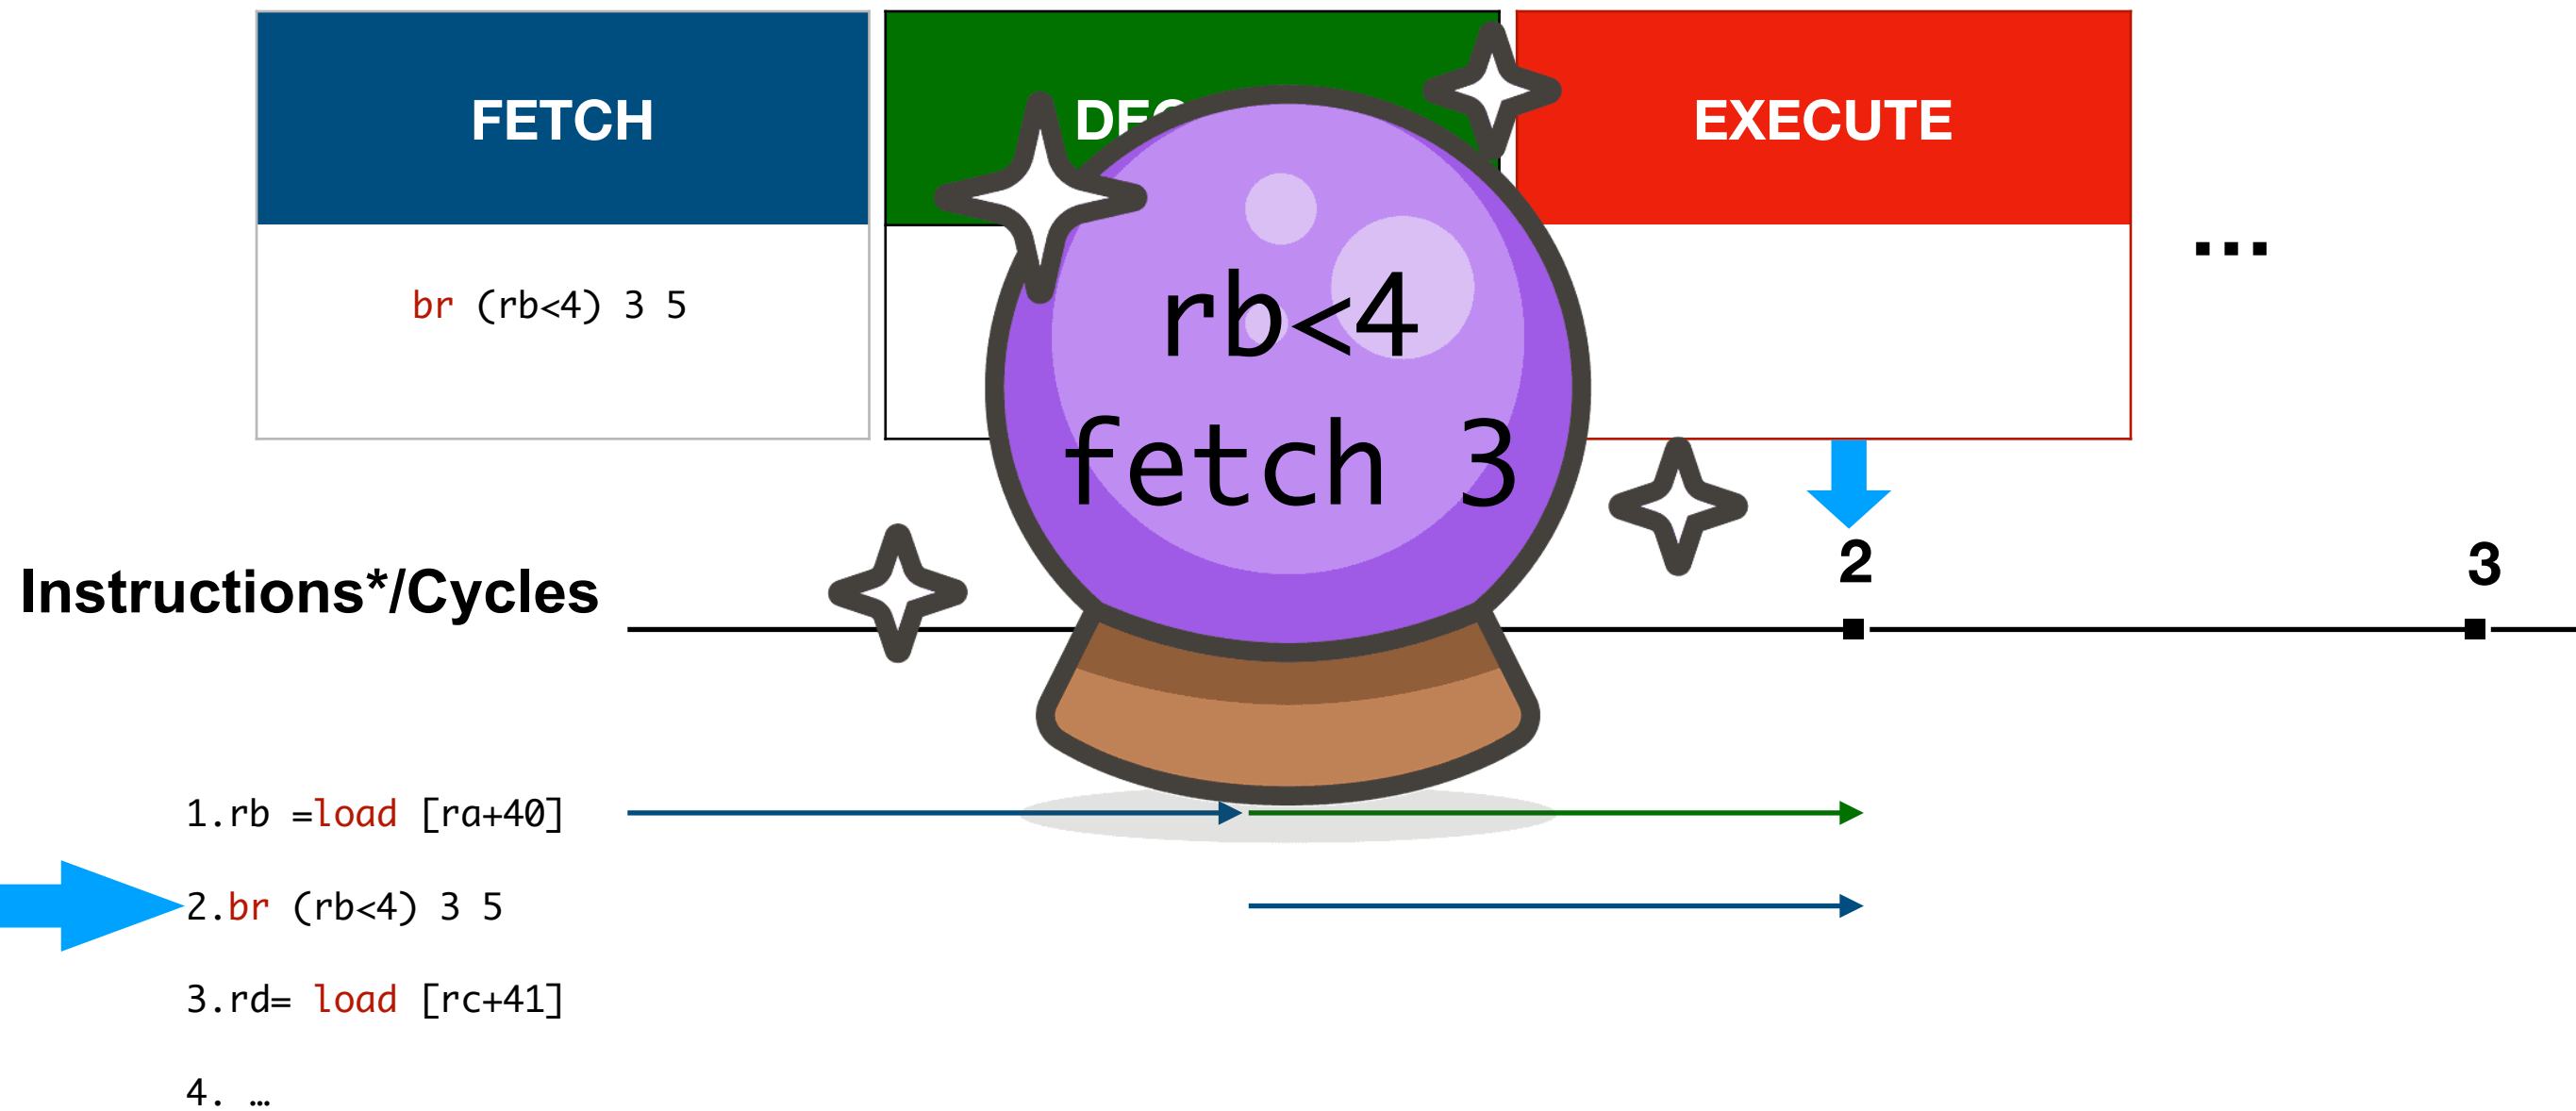 FETCH
EXECUTE
...
br (rb<4) 3 5
rb<4
fetch 3
2
3
Instructions*/Cycles
1.rb =load [ra+40]
2.br (rb<4) 3 5
3.rd= load [rc+41]
4. …